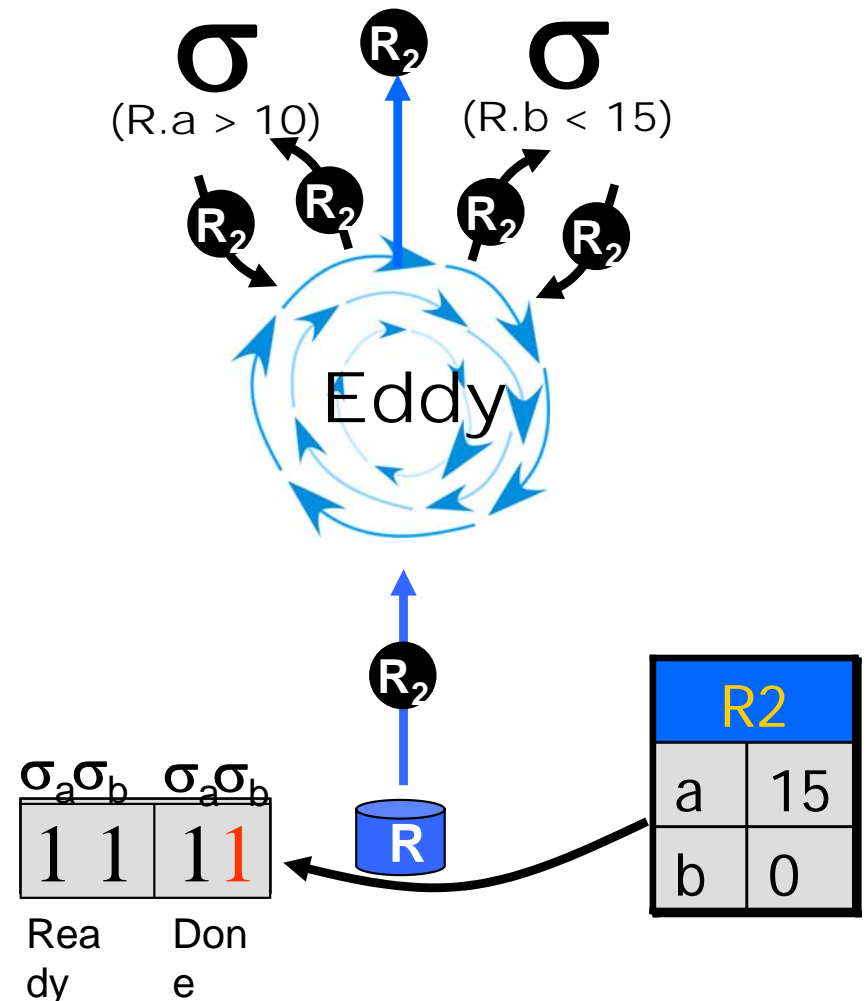 σ R₂ σ
(R.a > 10) (R.b < 15)
R₂ R₂ R₂ R₂
Eddy
R₂
R2
σₐσb σₐσb
a 15
1 1 1 1
R
b 0
Rea Don
dy e